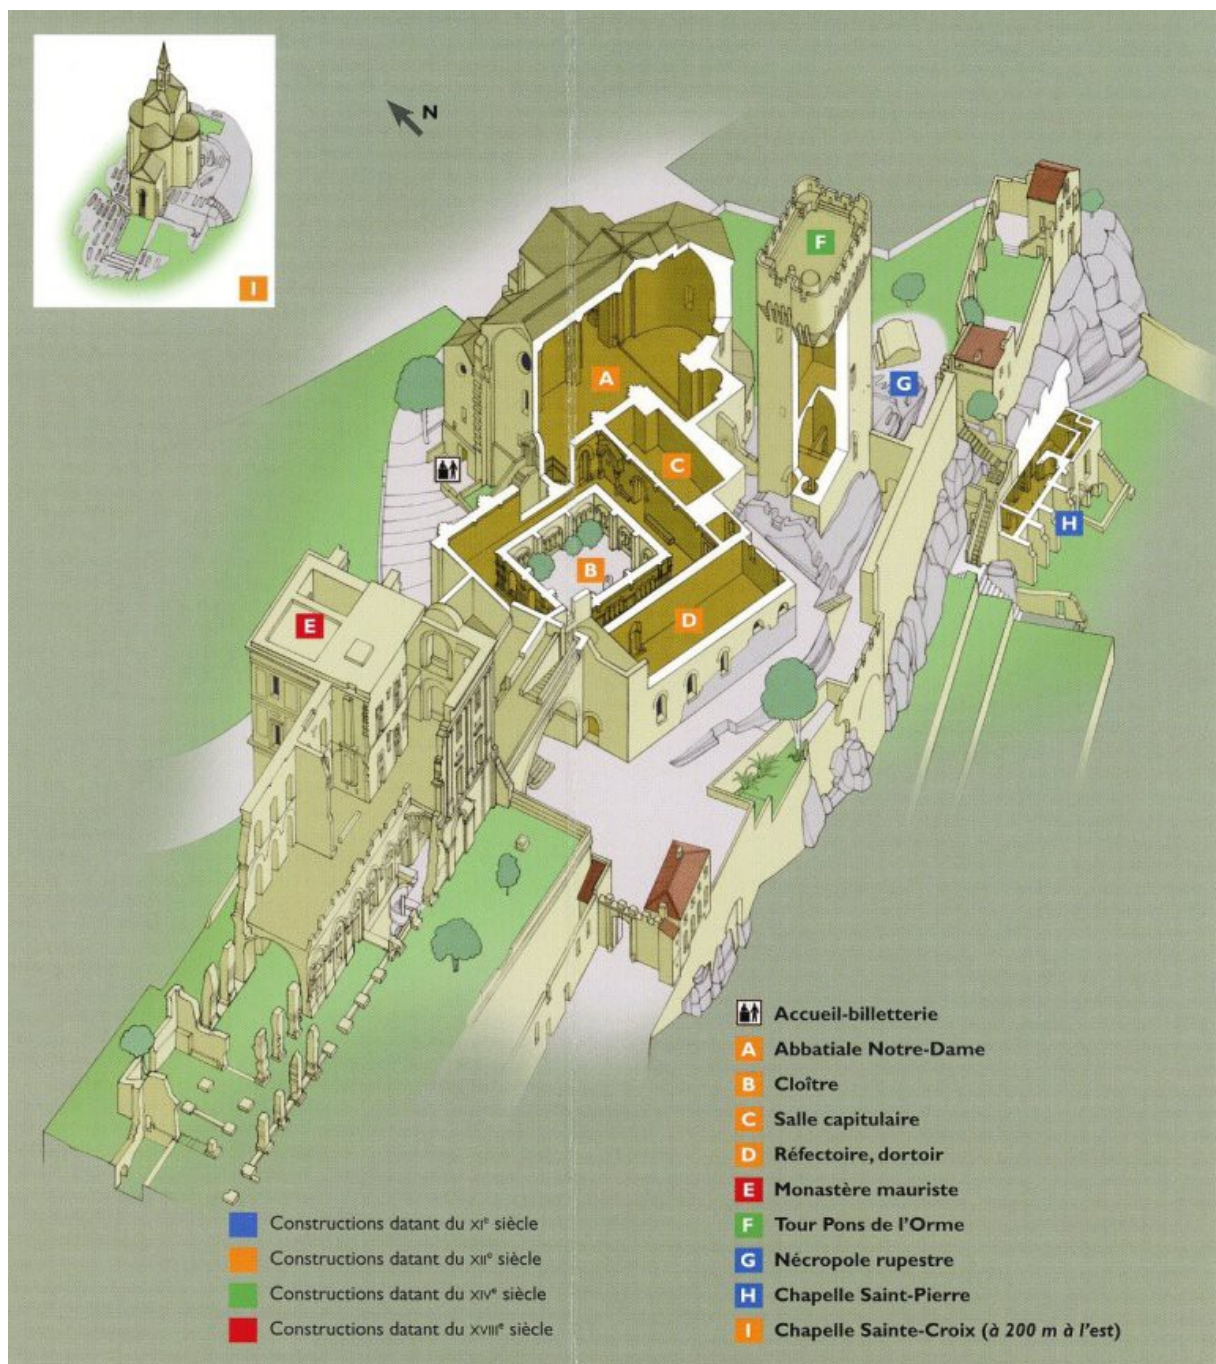 I
N
F
A
G
C
H
B
E
D
Accueil-billetterie
A Abbatiale Notre-Dame
B Cloître
C Salle capitulaire
D Réfectoire, dortoir
E Monastère mauriste
F Tour Pons de l'Orme
G Nécropole rupestre
H Chapelle Saint-Pierre
I Chapelle Sainte-Croix (à 200 m à l'est)
Constructions datant du XIe siècle
Constructions datant du XIIe siècle
Constructions datant du XIVe siècle
Constructions datant du XVIIIe siècle